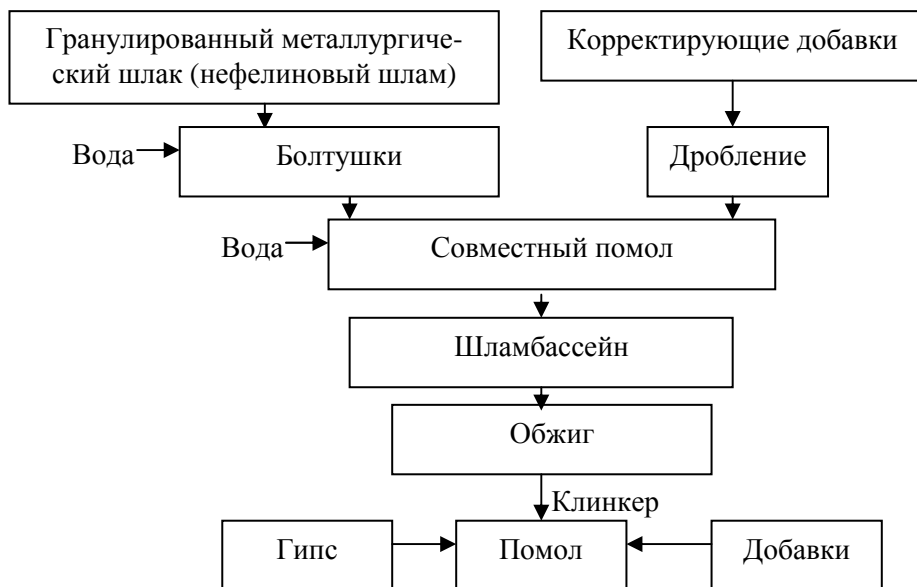 Гранулированный металлургиче-
ский шлак (нефелиновый шлам)
Корректирующие добавки
Вода
Болтушки
Дробление
Вода
Совместный помол
Шламбассейн
Обжиг
Клинкер
Гипс
Помол
Добавки